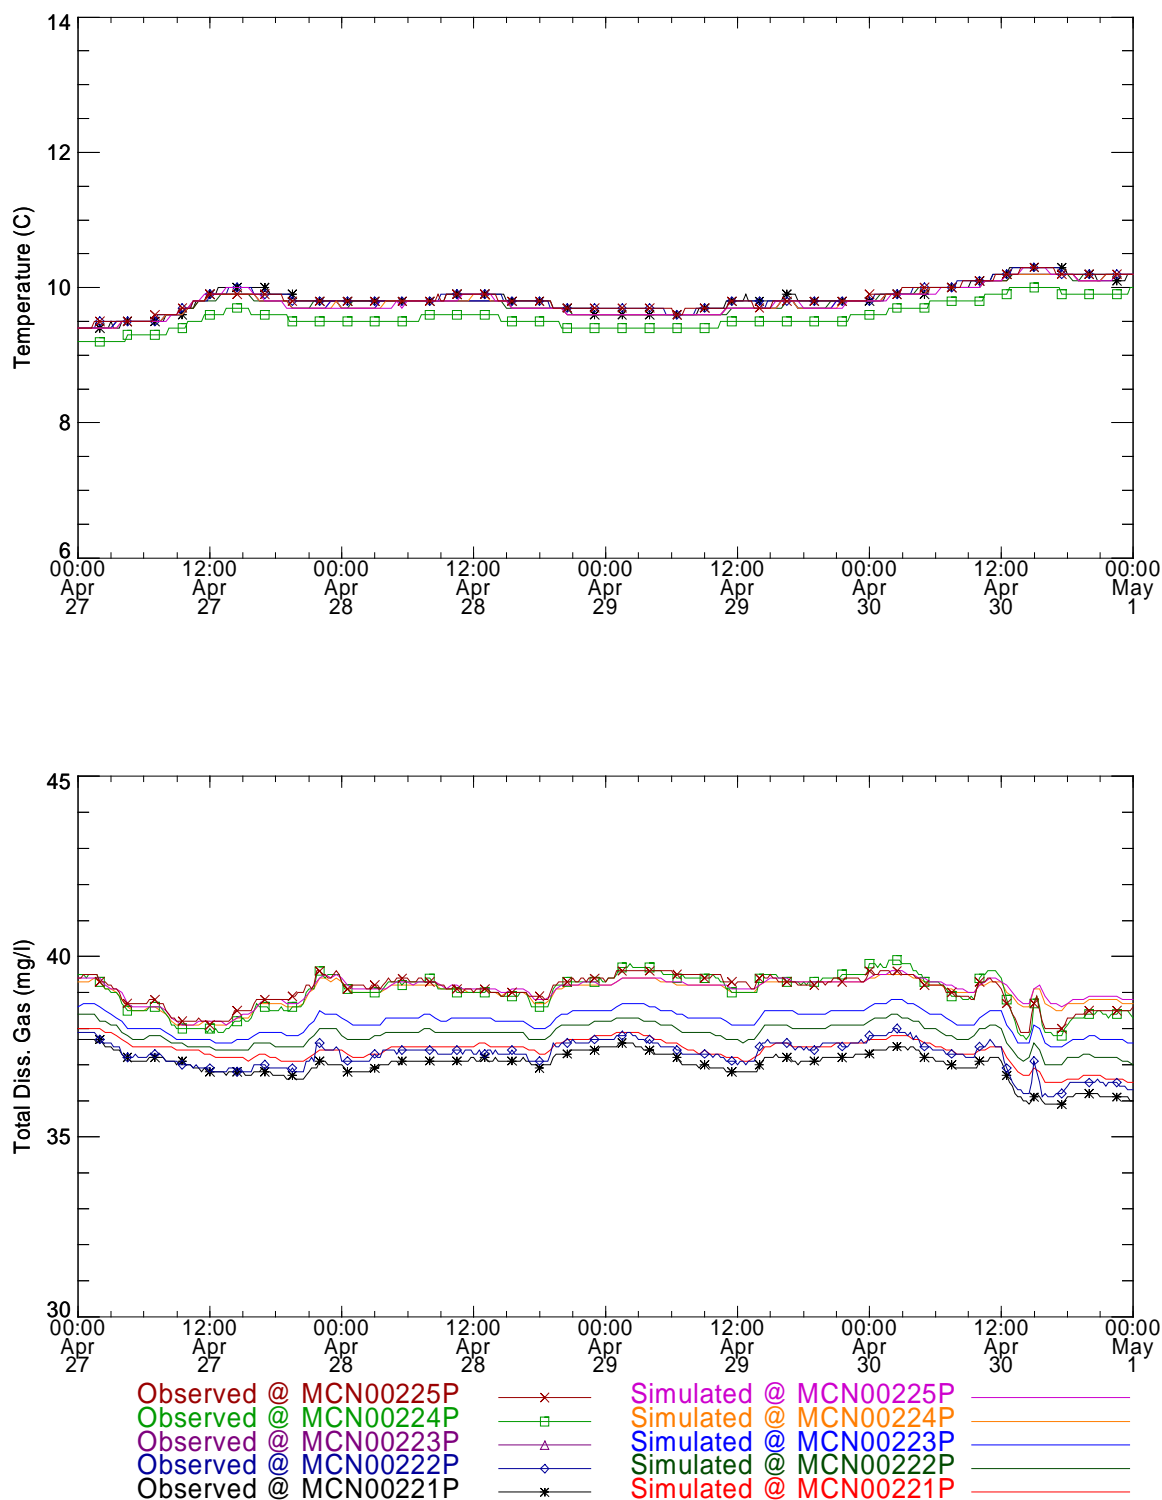 14
12
10
8
6
Temperature (C)
00:00 12:00 00:00 12:00 00:00 12:00 00:00 12:00 00:00
Apr Apr Apr Apr Apr Apr Apr Apr May
27 27 28 28 29 29 30 30 1
45
40
35
30
Total Diss. Gas (mg/l)
00:00 12:00 00:00 12:00 00:00 12:00 00:00 12:00 00:00
Apr Apr Apr Apr Apr Apr Apr Apr May
27 27 28 28 29 29 30 30 1
Observed @ MCN00225P Simulated @ MCN00225P
Observed @ MCN00224P Simulated @ MCN00224P
Observed @ MCN00223P Simulated @ MCN00223P
Observed @ MCN00222P Simulated @ MCN00222P
Observed @ MCN00221P Simulated @ MCN00221P